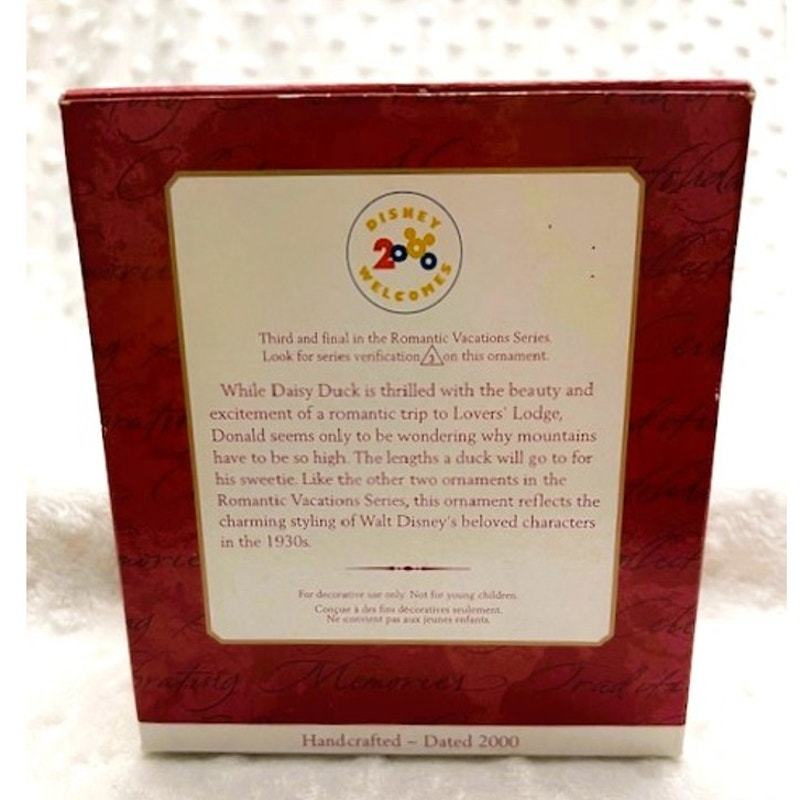 DISNEY
2000
WELCOMES
Third and final in the Romantic Vacations Series.
Look for series verification 3 on this ornament.
While Daisy Duck is thrilled with the beauty and
excitement of a romantic trip to Lovers' Lodge,
Donald seems only to be wondering why mountains
have to be so high. The lengths a duck will go to for
his sweetie. Like the other two ornaments in the
Romantic Vacations Series, this ornament reflects the
charming styling of Walt Disney's beloved characters
in the 1930s.
For decorative use only. Not for young children.
Conçue à des fins décoratives seulement.
Ne convient pas aux jeunes enfants.
Memories
Handcrafted ~ Dated 2000